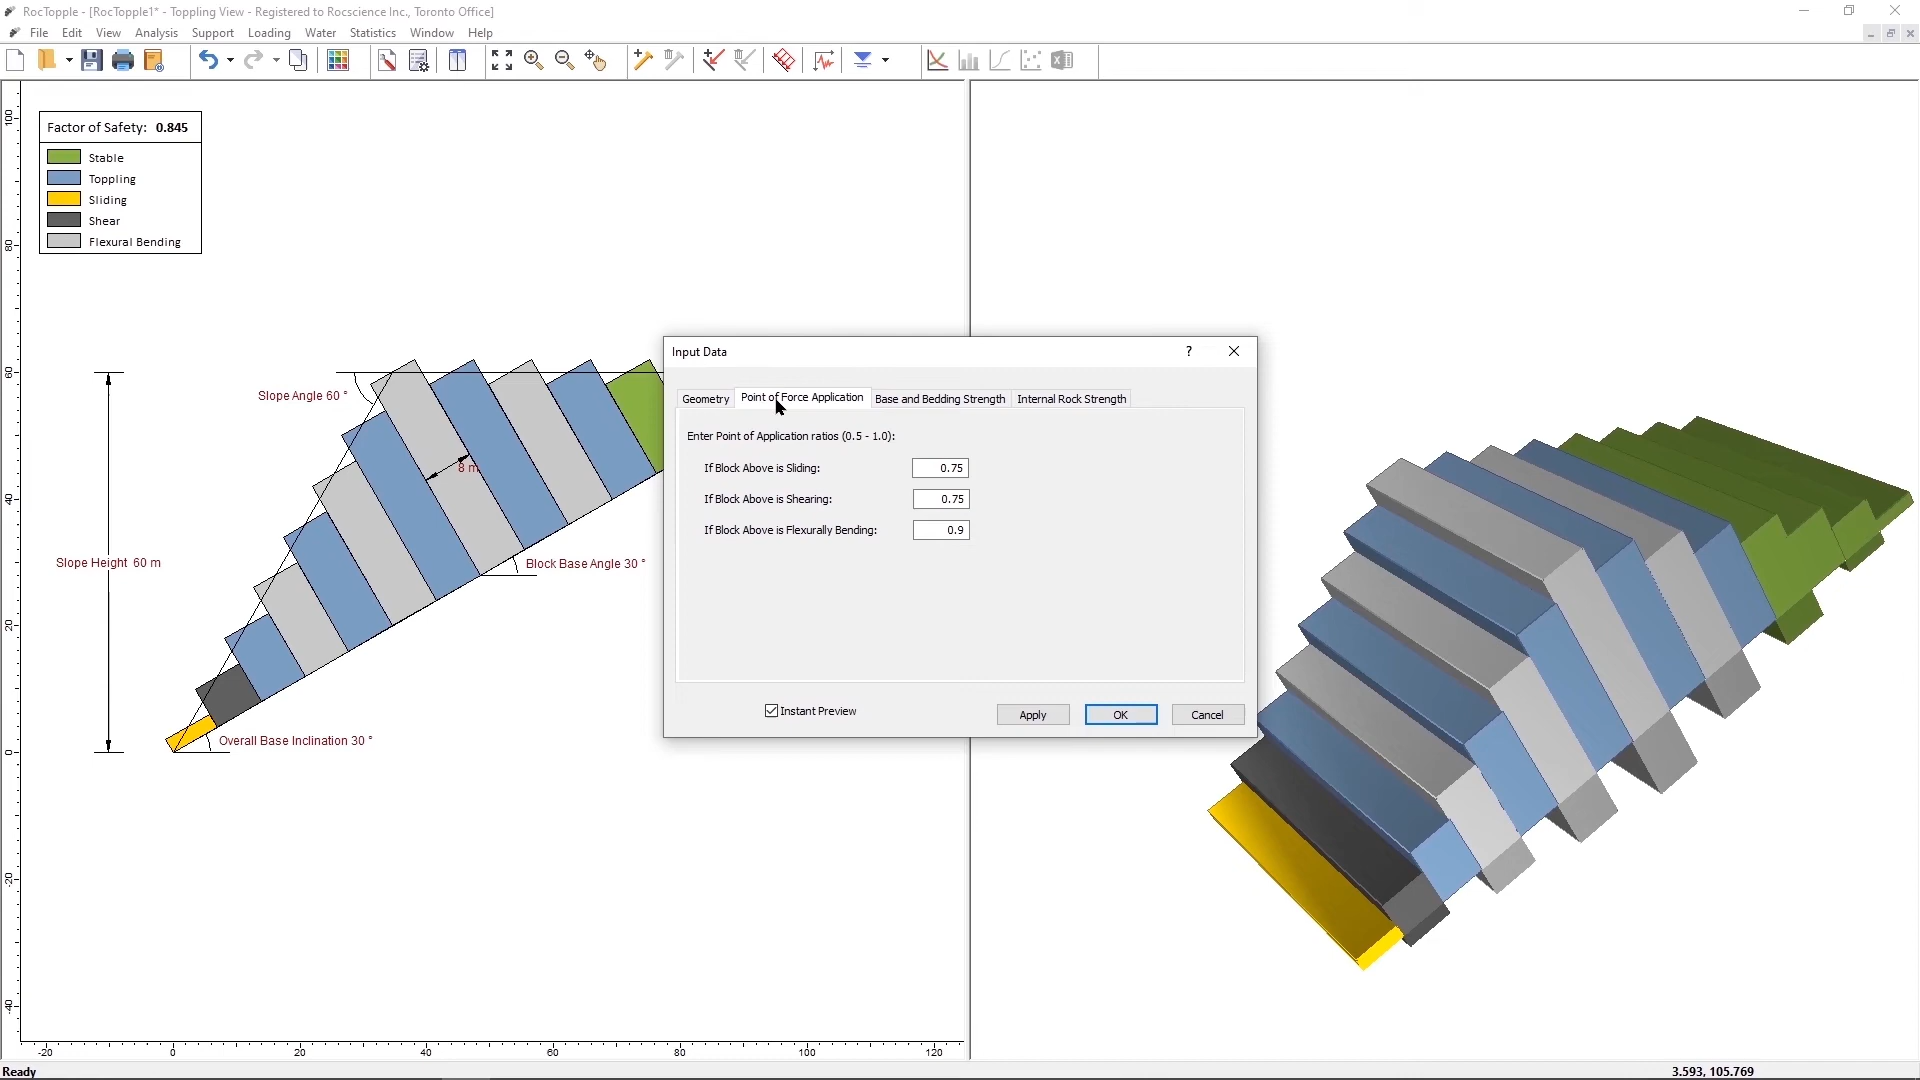 RocTopple - [RocTopple1* - Toppling View - Registered to Rocscience Inc., Toronto Office]
File Edit View Analysis Support Loading Water Statistics Window Help
Factor of Safety: 0.845
Stable
Toppling
Sliding
Shear
Flexural Bending
100
80
60
40
20
0
-20
-40
Slope Angle 60 °
8 m
Slope Height 60 m
Block Base Angle 30 °
Overall Base Inclination 30 °
-20 0 20 40 60 80 100 120
Input Data
?
Geometry Point of Force Application Base and Bedding Strength Internal Rock Strength
Enter Point of Application ratios (0.5 - 1.0):
If Block Above is Sliding: 0.75
If Block Above is Shearing: 0.75
If Block Above is Flexurally Bending: 0.9
Instant Preview Apply OK Cancel
Ready 3.593, 105.769